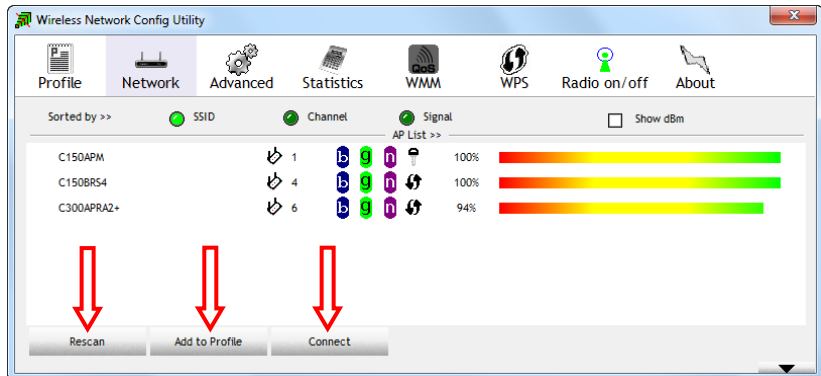 Wireless Network Config Utility
Profile Network Advanced Statistics WMM WPS Radio on/off About
Sorted by >> SSID Channel Signal Show dBm
AP List >>
C150APM 1 b g n 100%
C150BRS4 4 b g n 100%
C300APRA2+ 6 b g n 94%
Rescan Add to Profile Connect